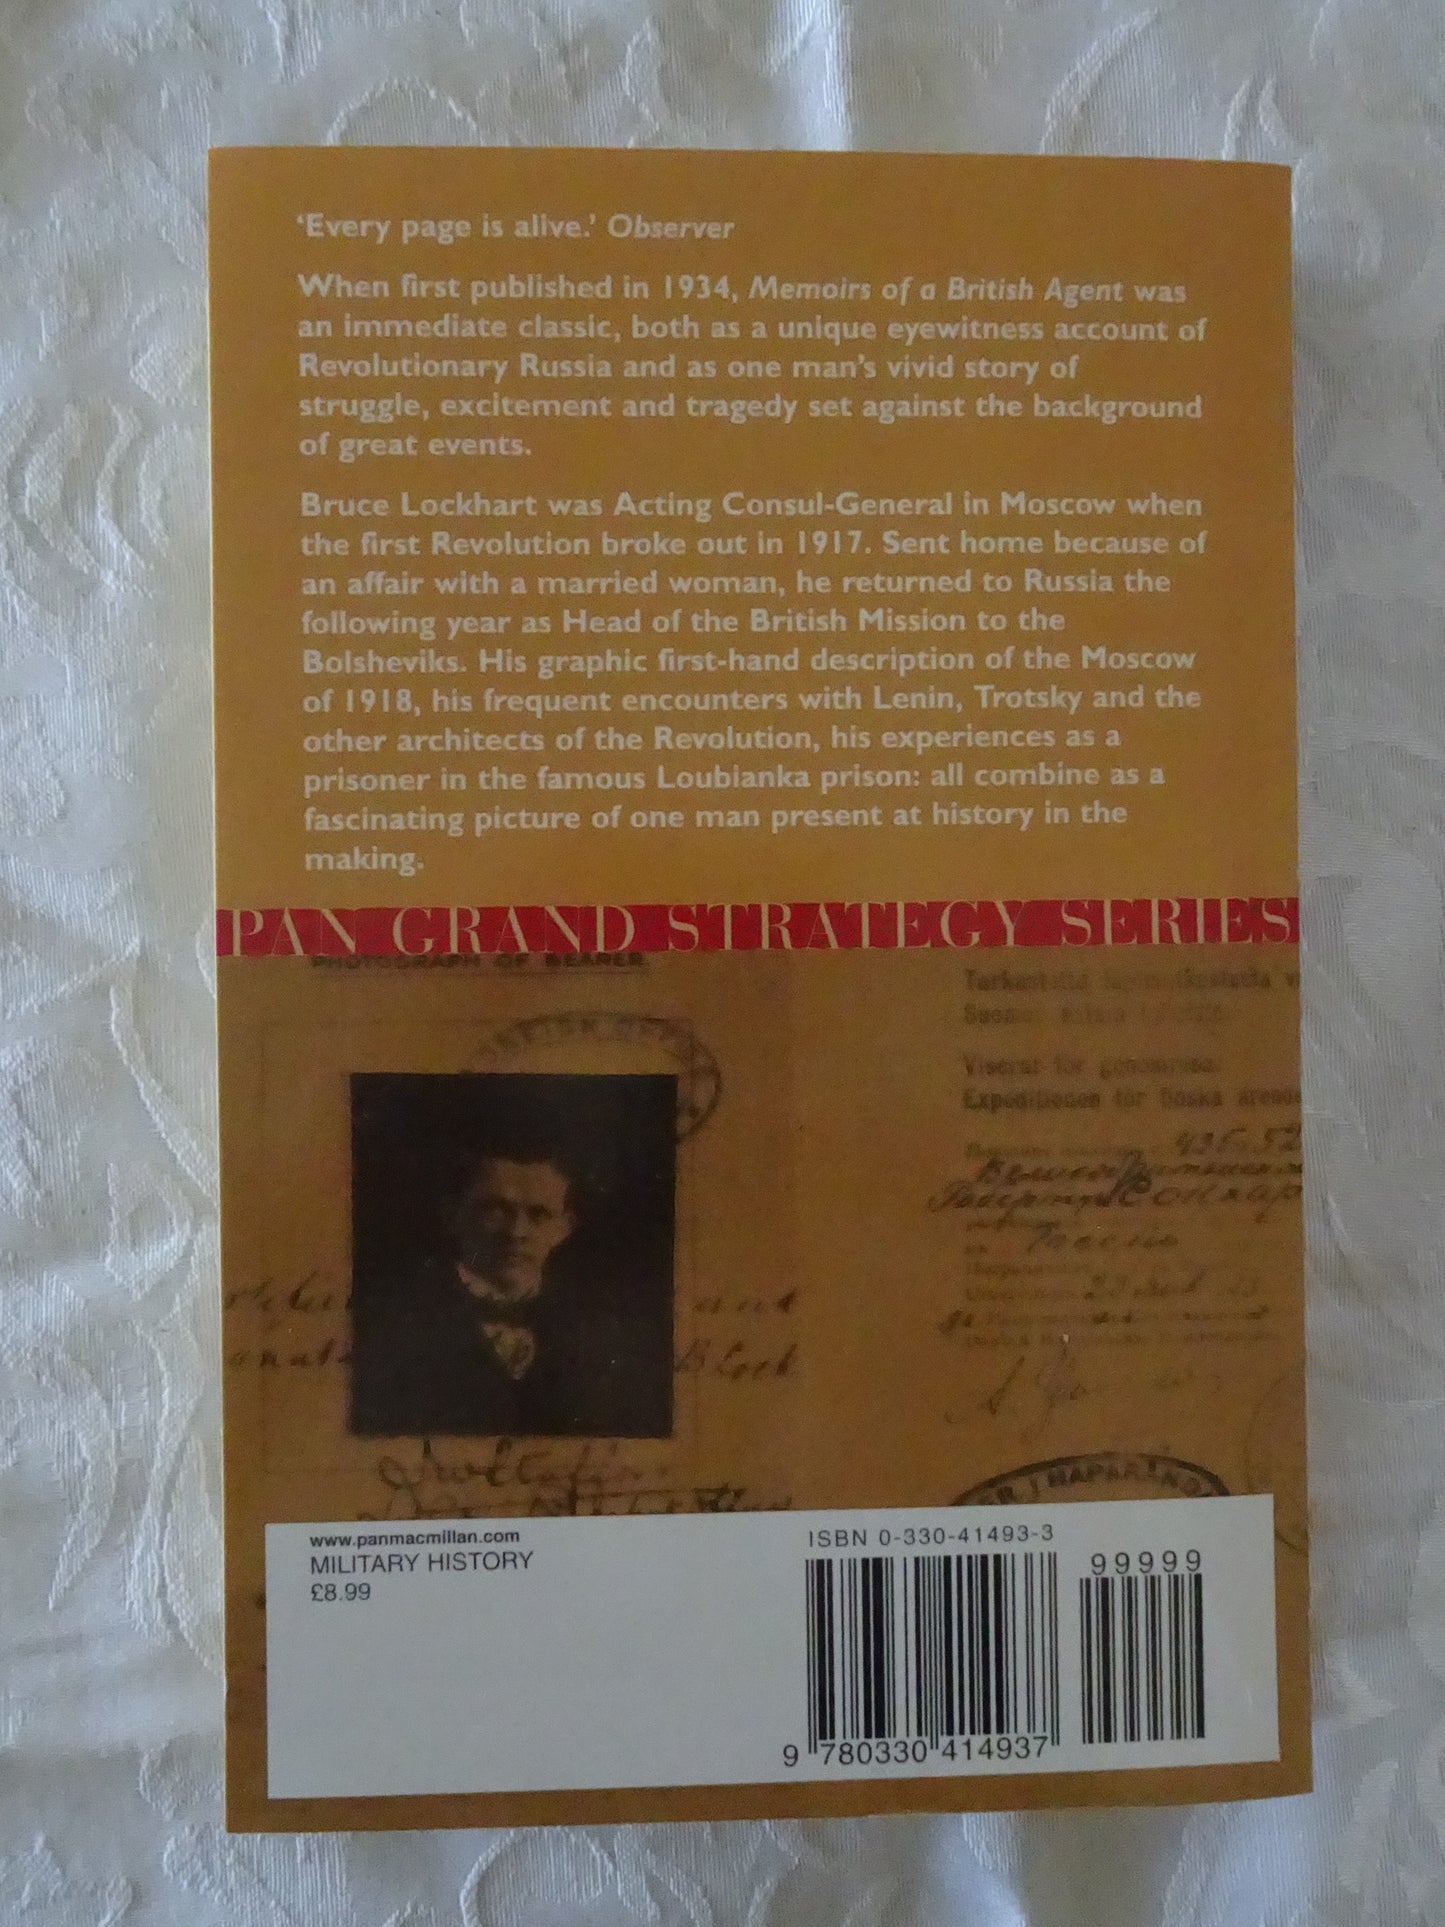 ‘Every page is alive.’ Observer
When first published in 1934, Memoirs of a British Agent was
an immediate classic, both as a unique eyewitness account of
Revolutionary Russia and as one man’s vivid story of
struggle, excitement and tragedy set against the background
of great events.
Bruce Lockhart was Acting Consul-General in Moscow when
the first Revolution broke out in 1917. Sent home because of
an affair with a married woman, he returned to Russia the
following year as Head of the British Mission to the
Bolsheviks. His graphic first-hand description of the Moscow
of 1918, his frequent encounters with Lenin, Trotsky and the
other architects of the Revolution, his experiences as a
prisoner in the famous Loubianka prison: all combine as a
fascinating picture of one man present at history in the
making.
PAN GRAND STRATEGY SERIES
PHOTOGRAPH OF BEARER
Viserat för genomresa
Expeditionen för
www.panmacmillan.com
MILITARY HISTORY
£8.99
ISBN 0-330-41493-3
99999
9 780330 414937